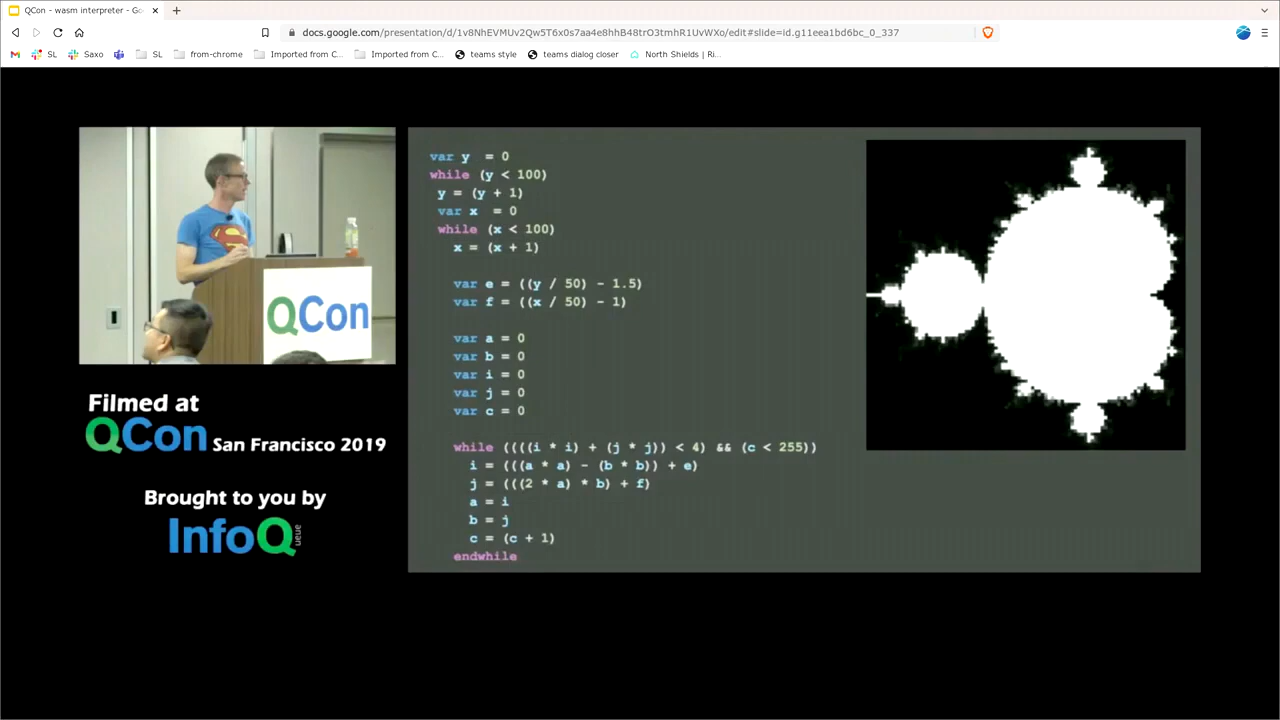 QCon - wasm interpreter - Go
docs.google.com/presentation/d/1v8NhEVMUv2Qw5T6x0s7aa4e8hhB48trO3tmhR1UvWXo/edit#slide=id.g11eea1bd6bc_0_337
SL
Saxo
SL
from-chrome
Imported from C...
Imported from C...
teams style
teams dialog closer
North Shields | Ri...
QCon
Filmed at
QCon San Francisco 2019
Brought to you by
InfoQueue
var y = 0
while (y < 100)
y = (y + 1)
var x = 0
while (x < 100)
x = (x + 1)
var e = ((y / 50) - 1.5)
var f = ((x / 50) - 1)
var a = 0
var b = 0
var i = 0
var j = 0
var c = 0
while ((((i * i) + (j * j)) < 4) && (c < 255))
i = (((a * a) - (b * b)) + e)
j = (((2 * a) * b) + f)
a = i
b = j
c = (c + 1)
endwhile